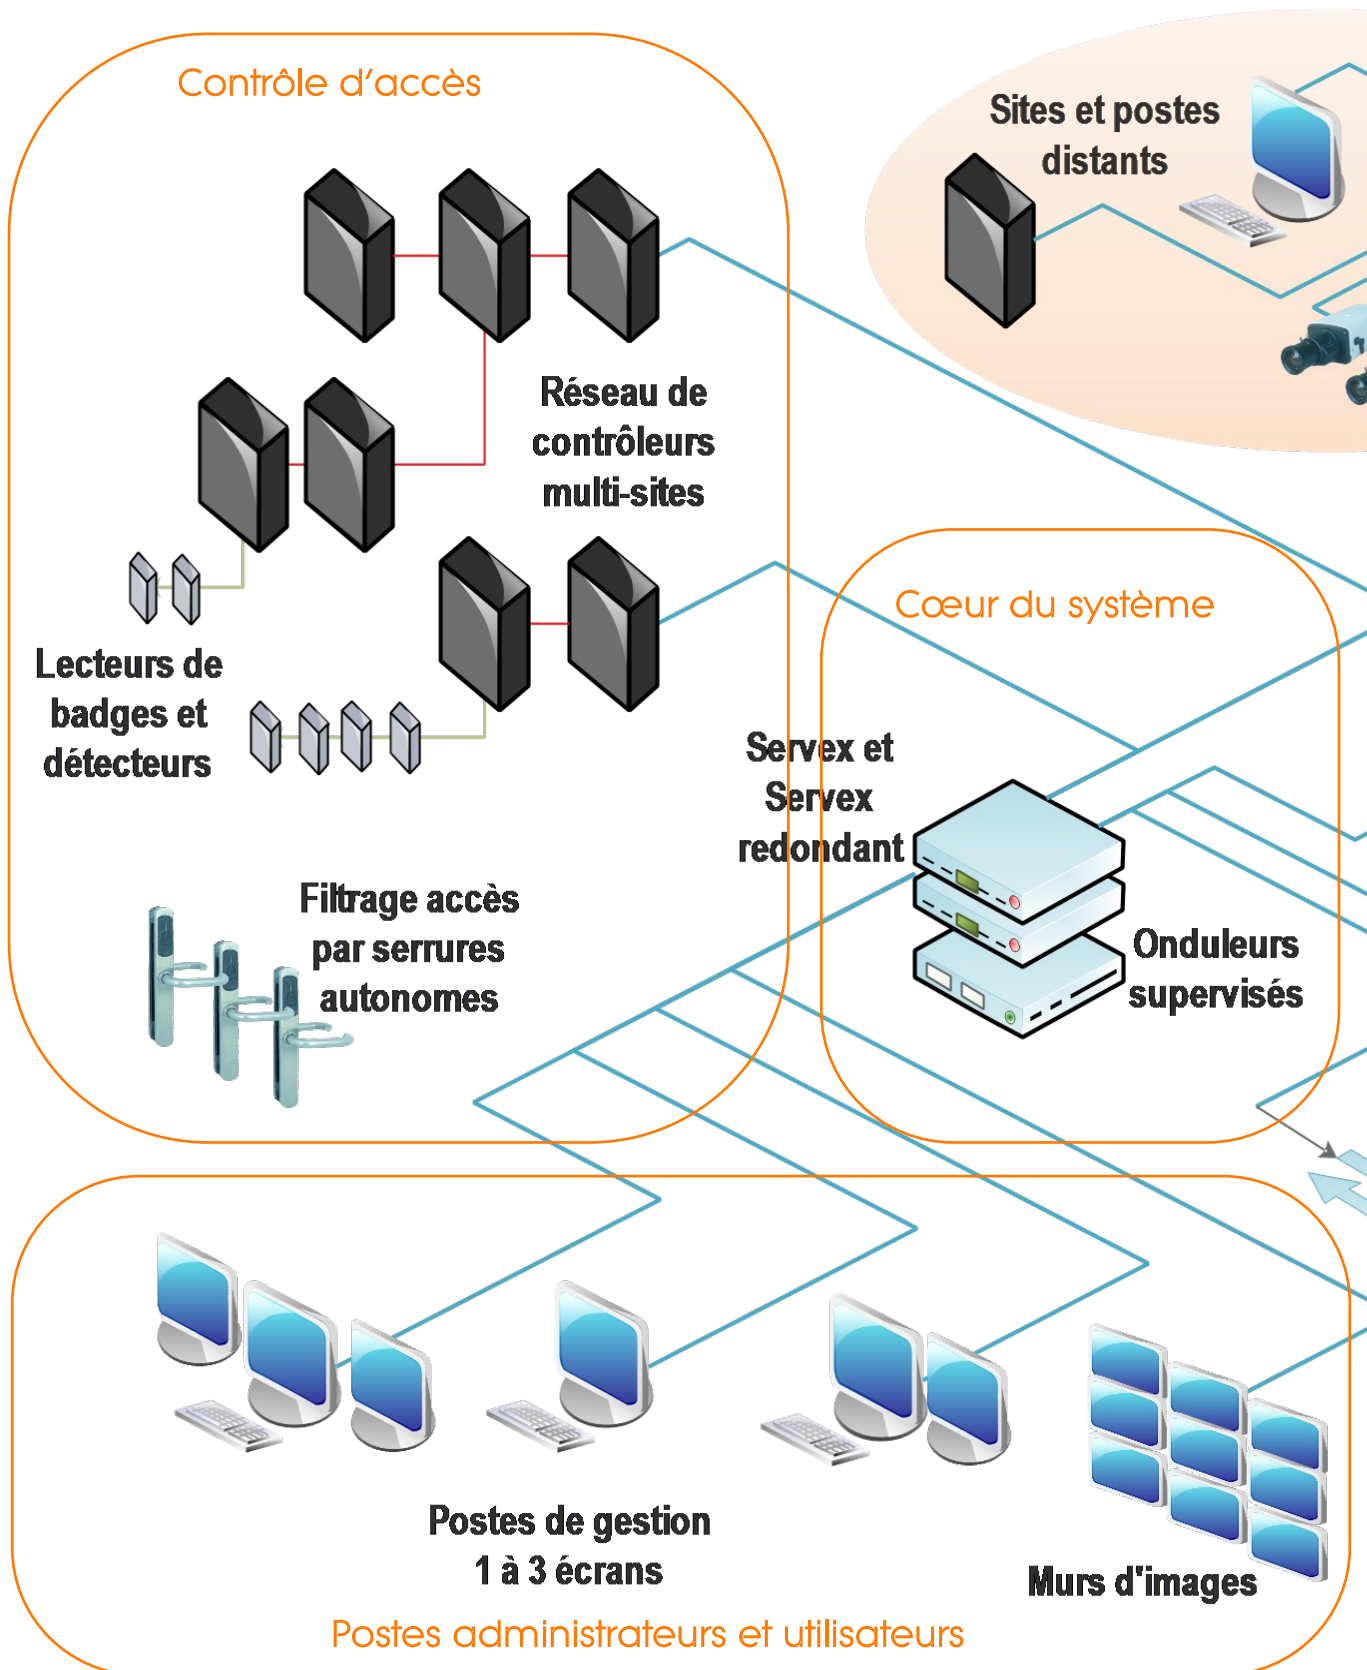 Contrôle d'accès
Sites et postes
distants
Réseau de
contrôleurs
multi-sites
Cœur du système
Lecteurs de
badges et
détecteurs
Servex et
Servex
redondant
Filtrage accès
par serrures
autonomes
Onduleurs
supervisés
Postes de gestion
1 à 3 écrans
Murs d'images
Postes administrateurs et utilisateurs